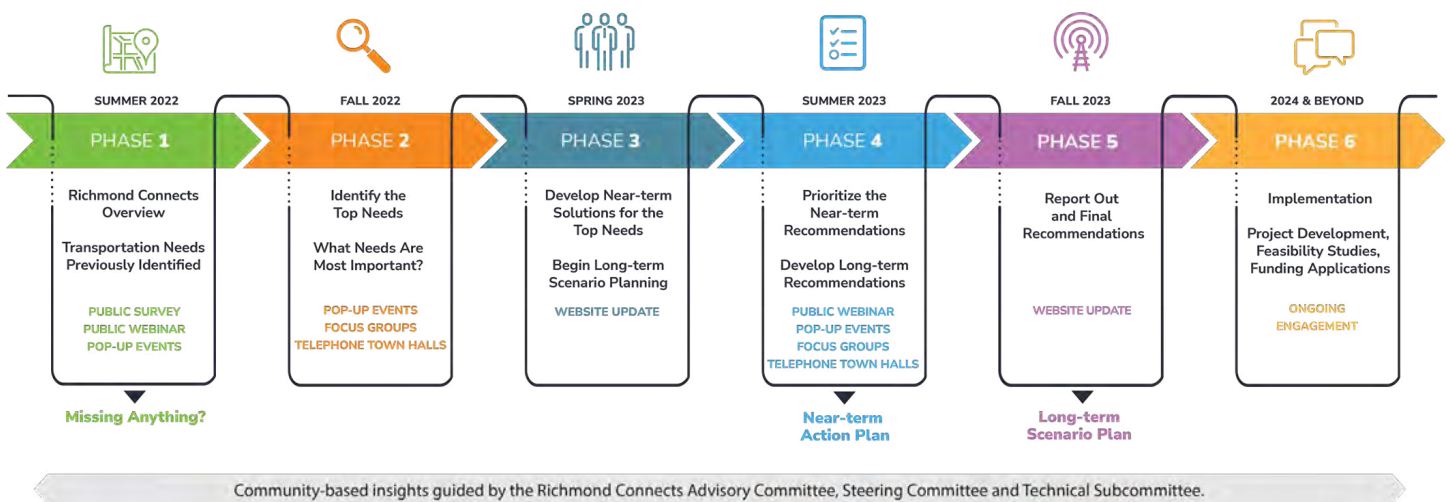 SUMMER 2022
PHASE 1
Richmond Connects
Overview
Transportation Needs
Previously Identified
PUBLIC SURVEY
PUBLIC WEBINAR
POP-UP EVENTS
Missing Anything?
FALL 2022
PHASE 2
Identify the
Top Needs
What Needs Are
Most Important?
POP-UP EVENTS
FOCUS GROUPS
TELEPHONE TOWN HALLS
SPRING 2023
PHASE 3
Develop Near-term
Solutions for the
Top Needs
Begin Long-term
Scenario Planning
WEBSITE UPDATE
SUMMER 2023
PHASE 4
Prioritize the
Near-term
Recommendations
Develop Long-term
Recommendations
PUBLIC WEBINAR
POP-UP EVENTS
FOCUS GROUPS
TELEPHONE TOWN HALLS
Near-term
Action Plan
FALL 2023
PHASE 5
Report Out
and Final
Recommendations
WEBSITE UPDATE
Long-term
Scenario Plan
2024 & BEYOND
PHASE 6
Implementation
Project Development,
Feasibility Studies,
Funding Applications
ONGOING
ENGAGEMENT
Community-based insights guided by the Richmond Connects Advisory Committee, Steering Committee and Technical Subcommittee.